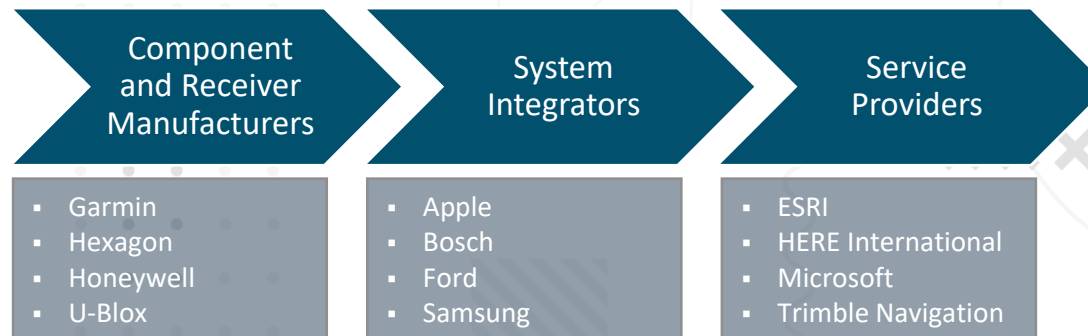 Component
and Receiver
Manufacturers
System
Integrators
Service
Providers
▪ Garmin
▪ Hexagon
▪ Honeywell
▪ U-Blox
▪ Apple
▪ Bosch
▪ Ford
▪ Samsung
▪ ESRI
▪ HERE International
▪ Microsoft
▪ Trimble Navigation